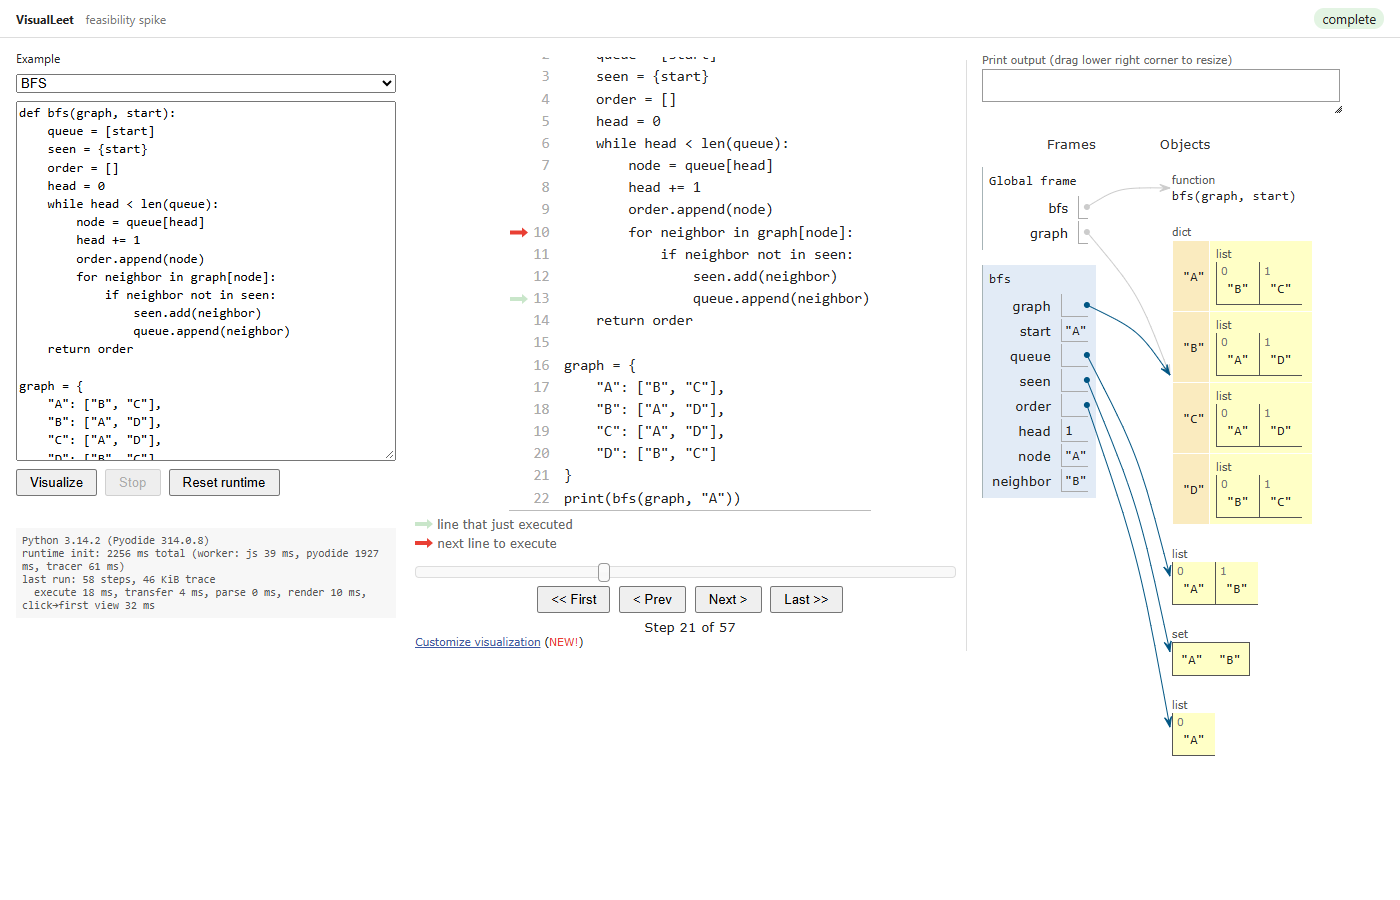 VisualLeet feasibility spike
complete
Example
BFS
def bfs(graph, start):
    queue = [start]
    seen = {start}
    order = []
    head = 0
    while head < len(queue):
        node = queue[head]
        head += 1
        order.append(node)
        for neighbor in graph[node]:
            if neighbor not in seen:
                seen.add(neighbor)
                queue.append(neighbor)
    return order
graph = {
    "A": ["B", "C"],
    "B": ["A", "D"],
    "C": ["A", "D"],
    "D": ["B", "C"]
Visualize
Stop
Reset runtime
Python 3.14.2 (Pyodide 314.0.8)
runtime init: 2256 ms total (worker: js 39 ms, pyodide 1927
ms, tracer 61 ms)
last run: 58 steps, 46 KiB trace
  execute 18 ms, transfer 4 ms, parse 0 ms, render 10 ms,
click→first view 32 ms
2     queue = [start]
3     seen = {start}
4     order = []
5     head = 0
6     while head < len(queue):
7         node = queue[head]
8         head += 1
9         order.append(node)
10         for neighbor in graph[node]:
11             if neighbor not in seen:
12                 seen.add(neighbor)
13                 queue.append(neighbor)
14     return order
15
16 graph = {
17     "A": ["B", "C"],
18     "B": ["A", "D"],
19     "C": ["A", "D"],
20     "D": ["B", "C"]
21 }
22 print(bfs(graph, "A"))
line that just executed
next line to execute
<< First
< Prev
Next >
Last >>
Step 21 of 57
Customize visualization (NEW!)
Print output (drag lower right corner to resize)
Frames
Objects
Global frame
bfs
graph
bfs
graph
start "A"
queue
seen
order
head 1
node "A"
neighbor "B"
function
bfs(graph, start)
dict
"A"
list
0 1
"B" "C"
"B"
list
0 1
"A" "D"
"C"
list
0 1
"A" "D"
"D"
list
0 1
"B" "C"
list
0 1
"A" "B"
set
"A" "B"
list
0
"A"